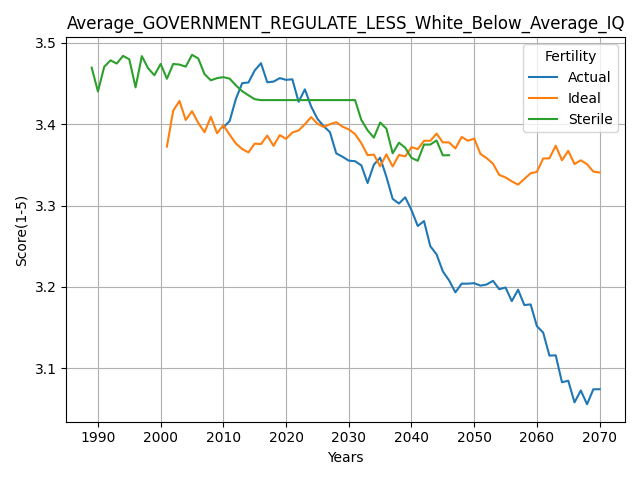 Average_GOVERNMENT_REGULATE_LESS_White_Below_Average_IQ
Fertility
Actual
Ideal
Sterile
Score(1-5)
3.5
3.4
3.3
3.2
3.1
1990 2000 2010 2020 2030 2040 2050 2060 2070
Years